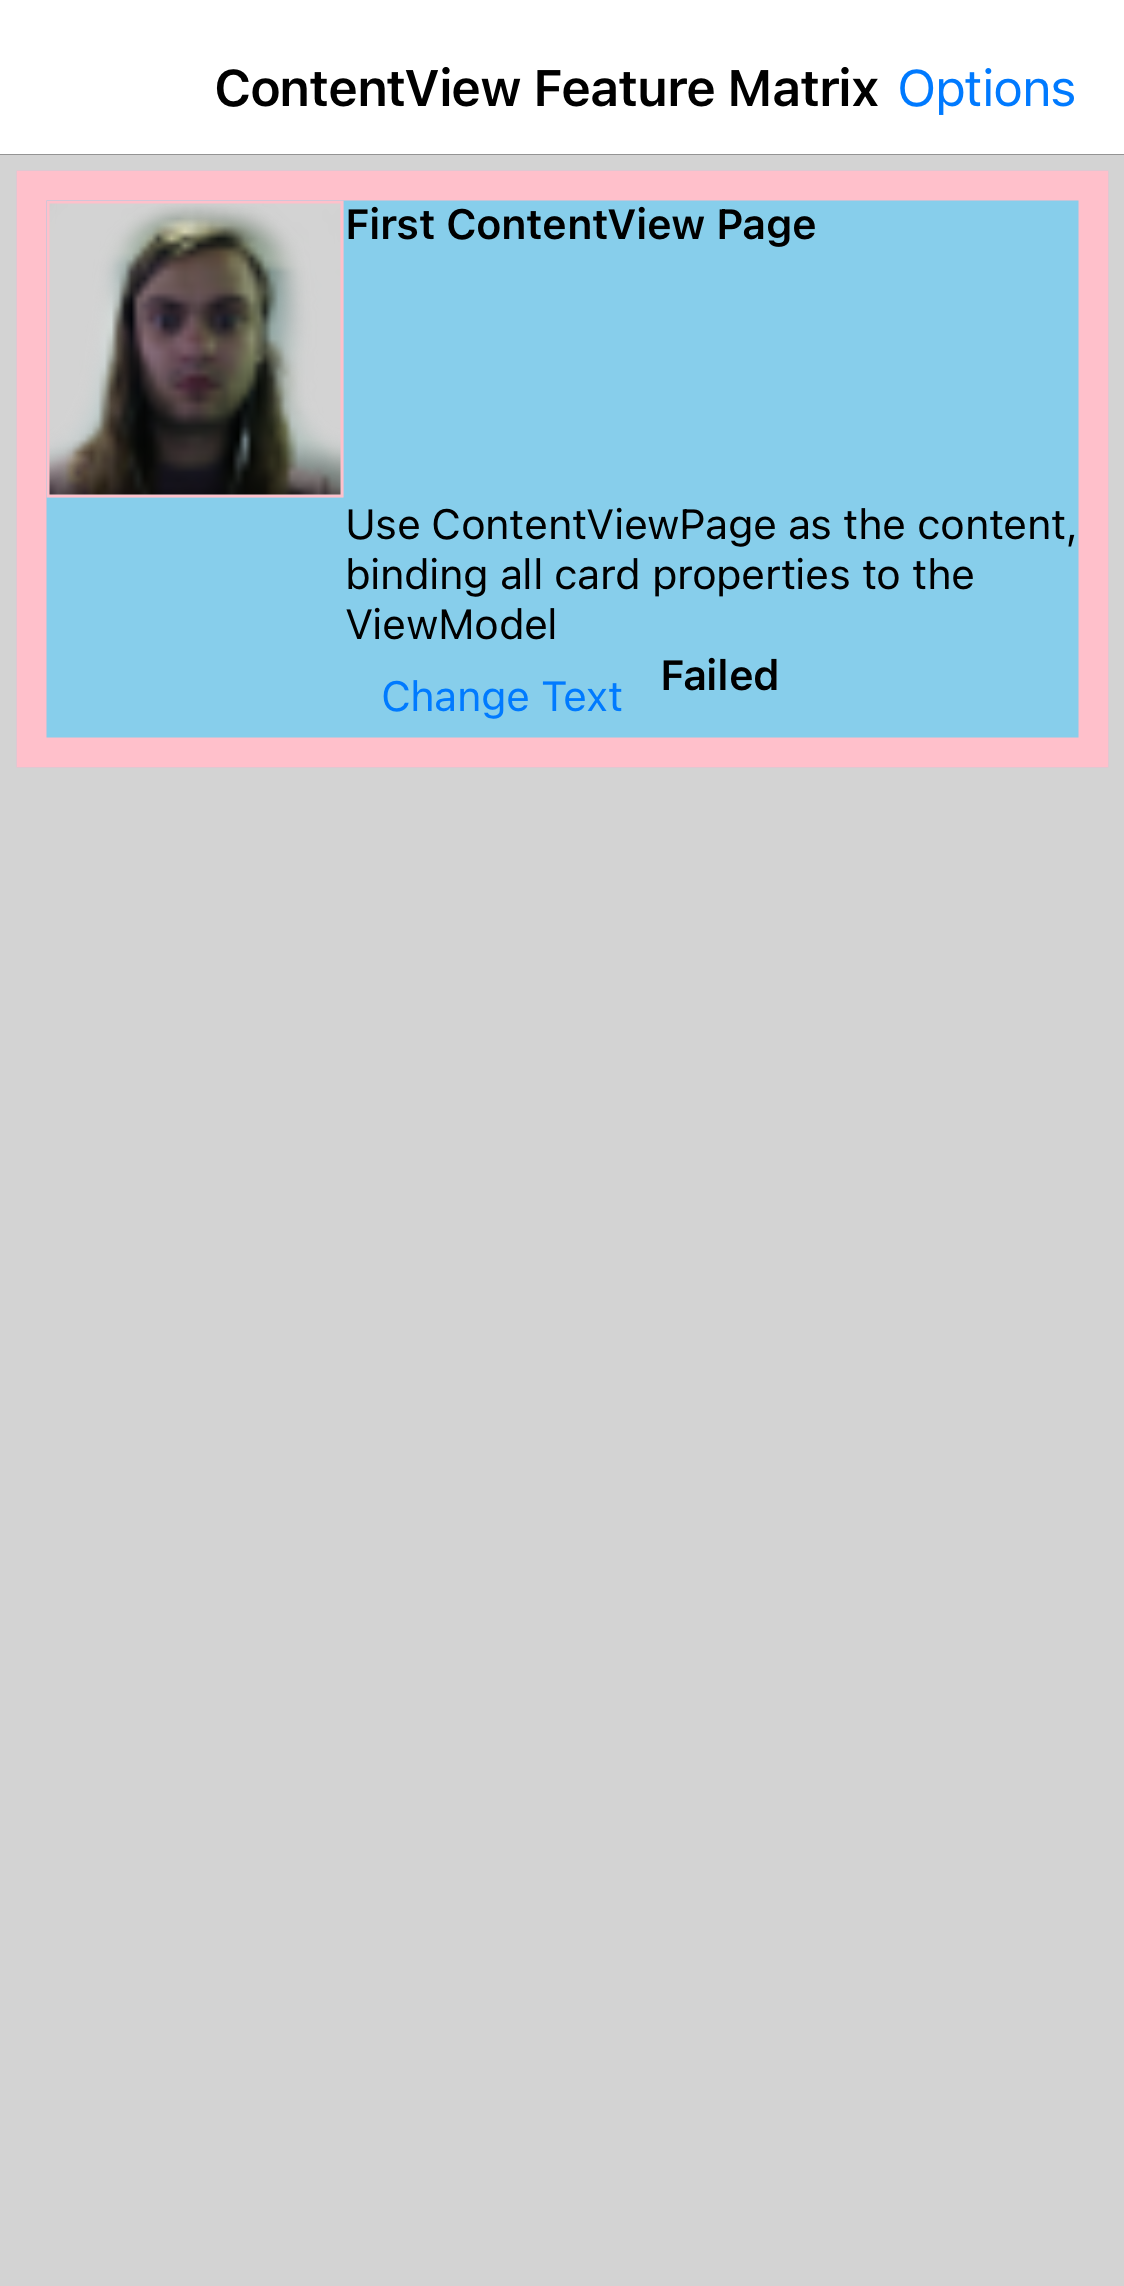 ContentView Feature Matrix Options
First ContentView Page
Use ContentViewPage as the content,
binding all card properties to the
ViewModel
Change Text Failed